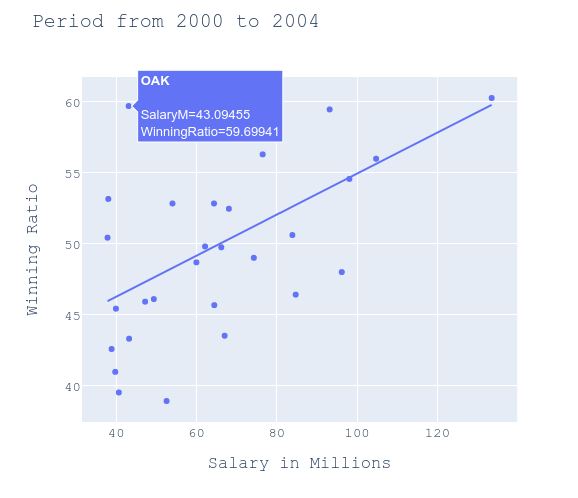 Period from 2000 to 2004
OAK
SalaryM=43.09455
WinningRatio=59.69941
60
55
50
45
40
Winning Ratio
40 60 80 100 120
Salary in Millions